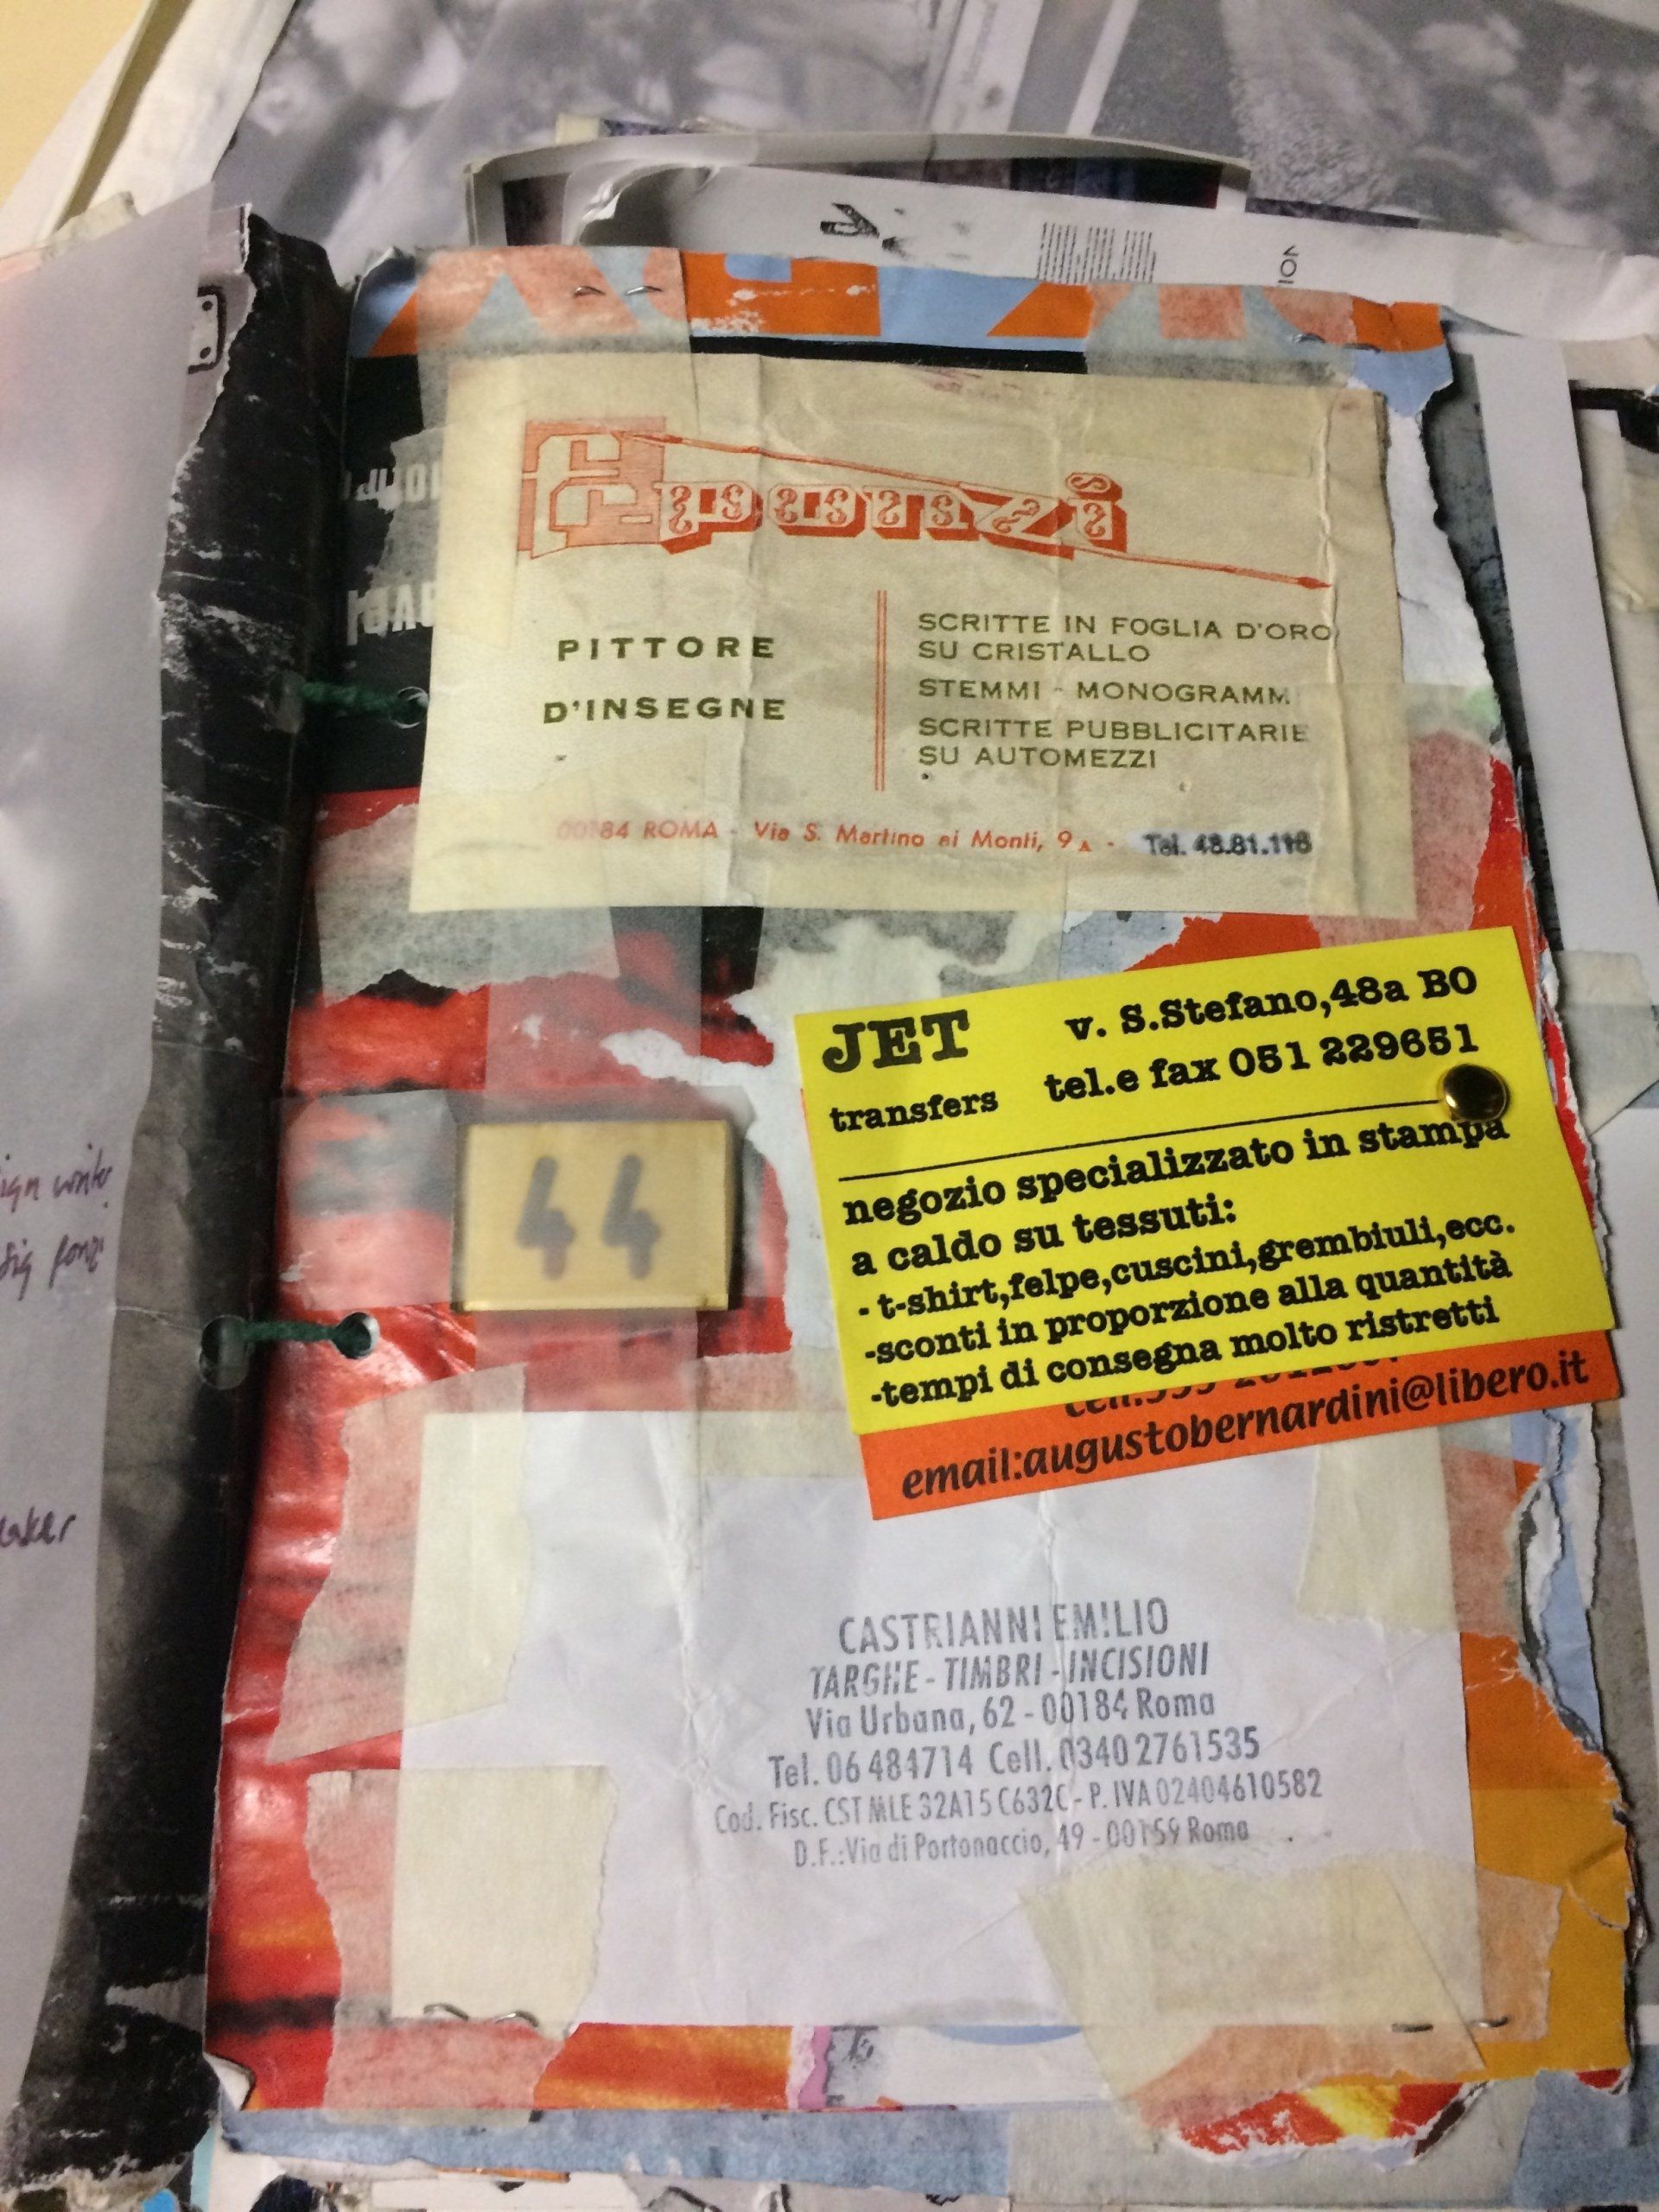 Fponzi
PITTORE
D'INSEGNE
SCRITTE IN FOGLIA D'ORO
SU CRISTALLO
STEMMI - MONOGRAMMI
SCRITTE PUBBLICITARIE
SU AUTOMEZZI
00184 ROMA - Via S. Martino ai Monti, 9 A - Tel. 48.81.118
JET
transfers
v. S.Stefano,48a BO
tel.e fax 051 229651
negozio specializzato in stampa
a caldo su tessuti:
- t-shirt,felpe,cuscini,grembiuli,ecc.
-sconti in proporzione alla quantità
-tempi di consegna molto ristretti
email:augustobernardini@libero.it
44
CASTRIANNI EMILIO
TARGHE - TIMBRI - INCISIONI
Via Urbana, 62 - 00184 Roma
Tel. 06 484714 Cell. 0340 2761535
Cod. Fisc. CST MLE 32A15 C632C - P. IVA 02404610582
D.F.: Via di Portonaccio, 49 - 00159 Roma